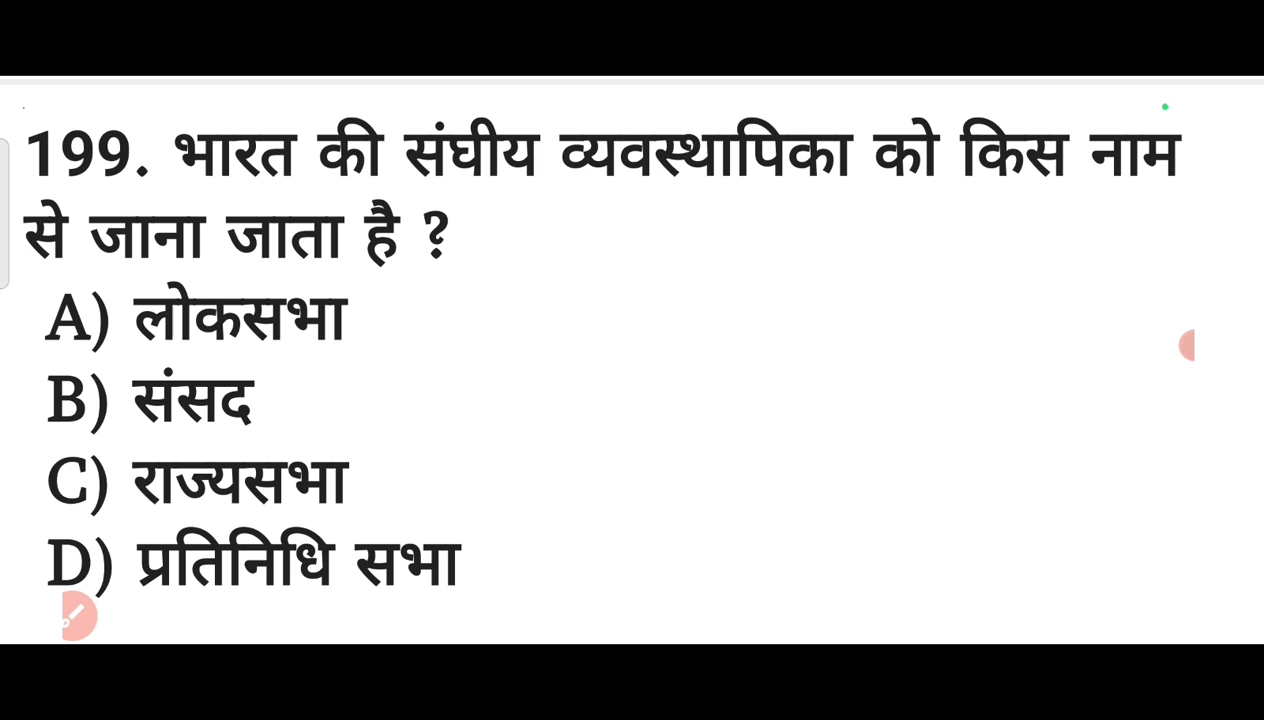 199. भारत की संघीय व्यवस्थापिका को किस नाम
से जाना जाता है ?
A) लोकसभा
B) संसद
C) राज्यसभा
D) प्रतिनिधि सभा